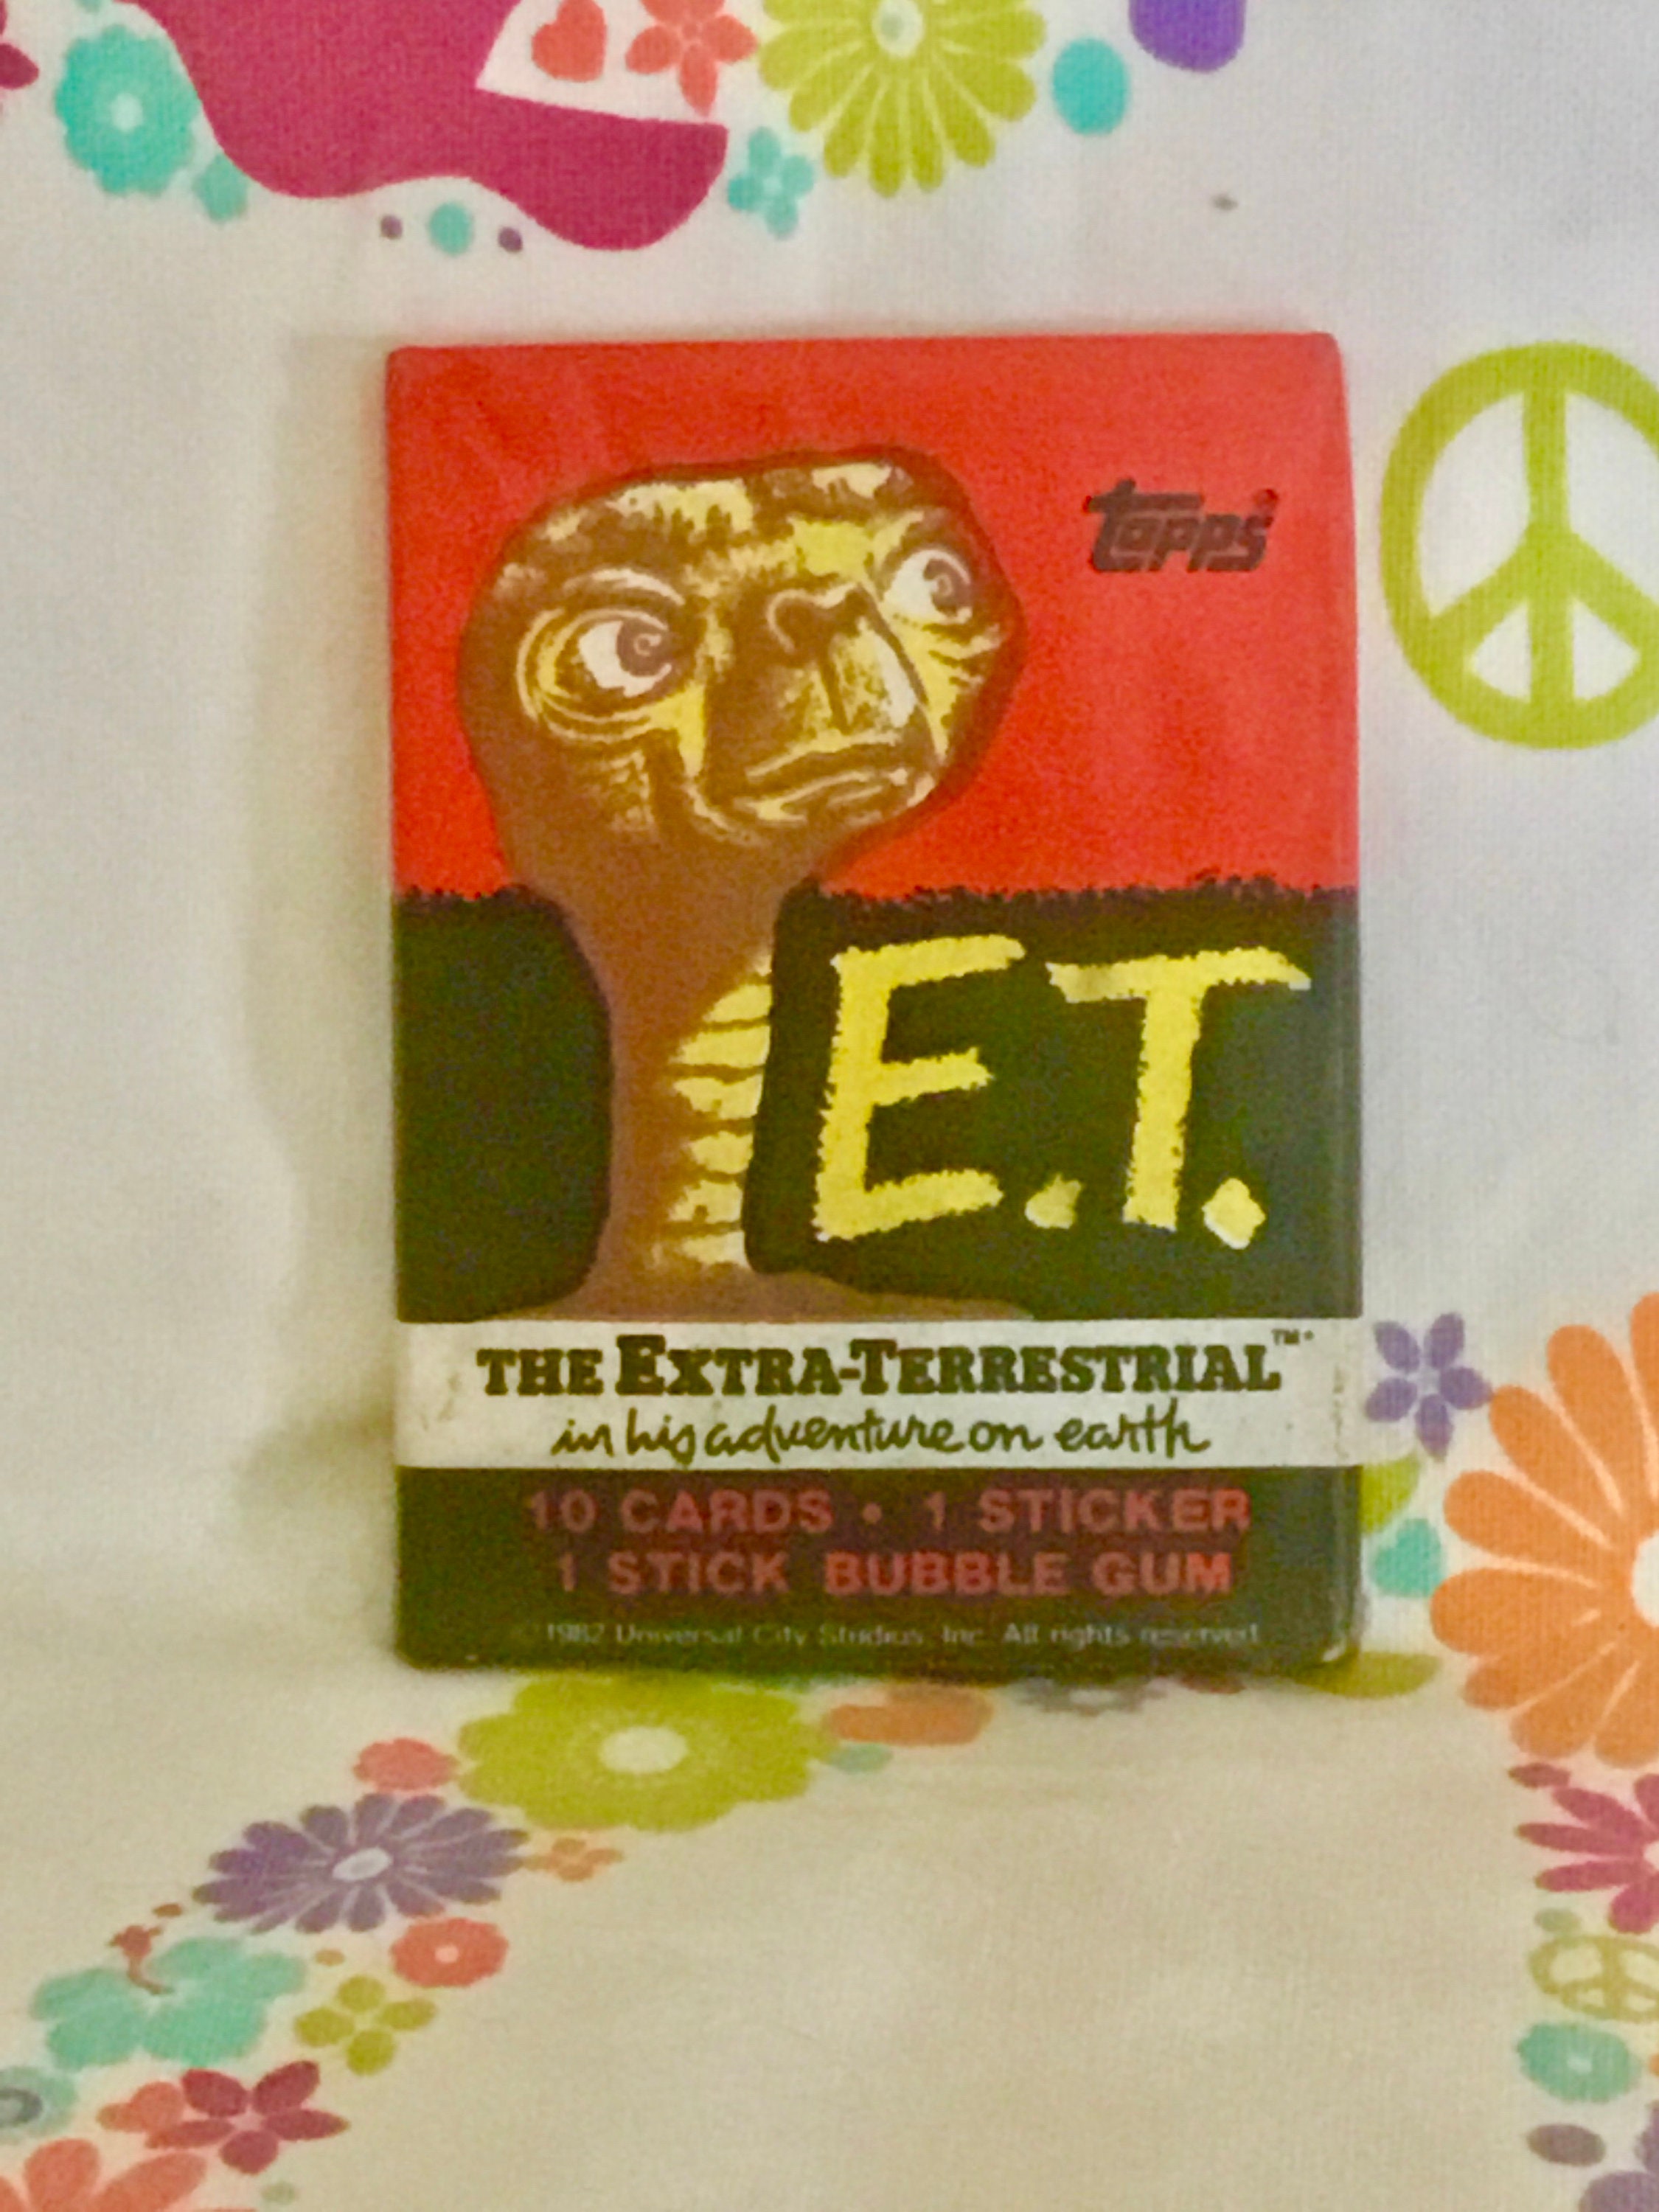 topps
E.T.
THE EXTRA-TERRESTRIAL™*
in his adventure on earth
10 CARDS • 1 STICKER
1 STICK BUBBLE GUM
©1982 Universal City Studios, Inc. All rights reserved